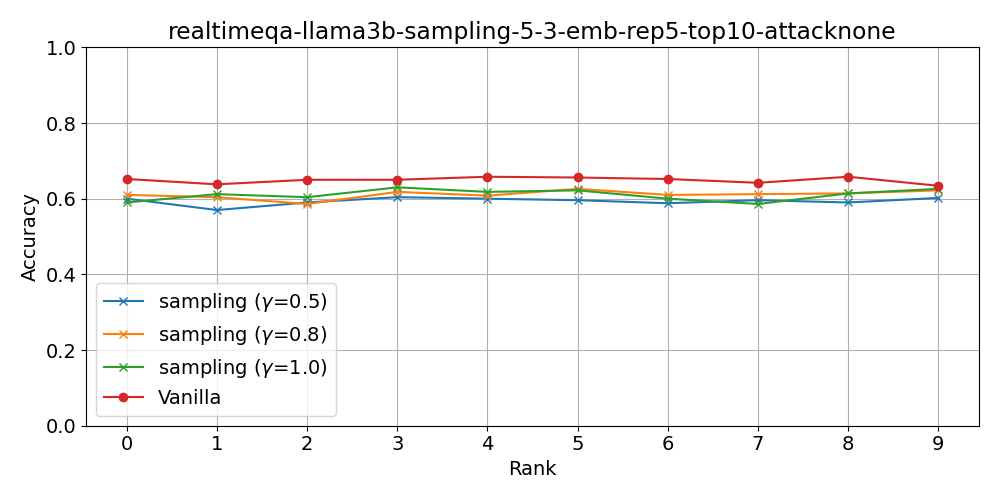 realtimeqa-llama3b-sampling-5-3-emb-rep5-top10-attacknone
1.0
0.8
0.6
0.4
0.2
0.0
Accuracy
sampling (γ=0.5)
sampling (γ=0.8)
sampling (γ=1.0)
Vanilla
0 1 2 3 4 5 6 7 8 9
Rank